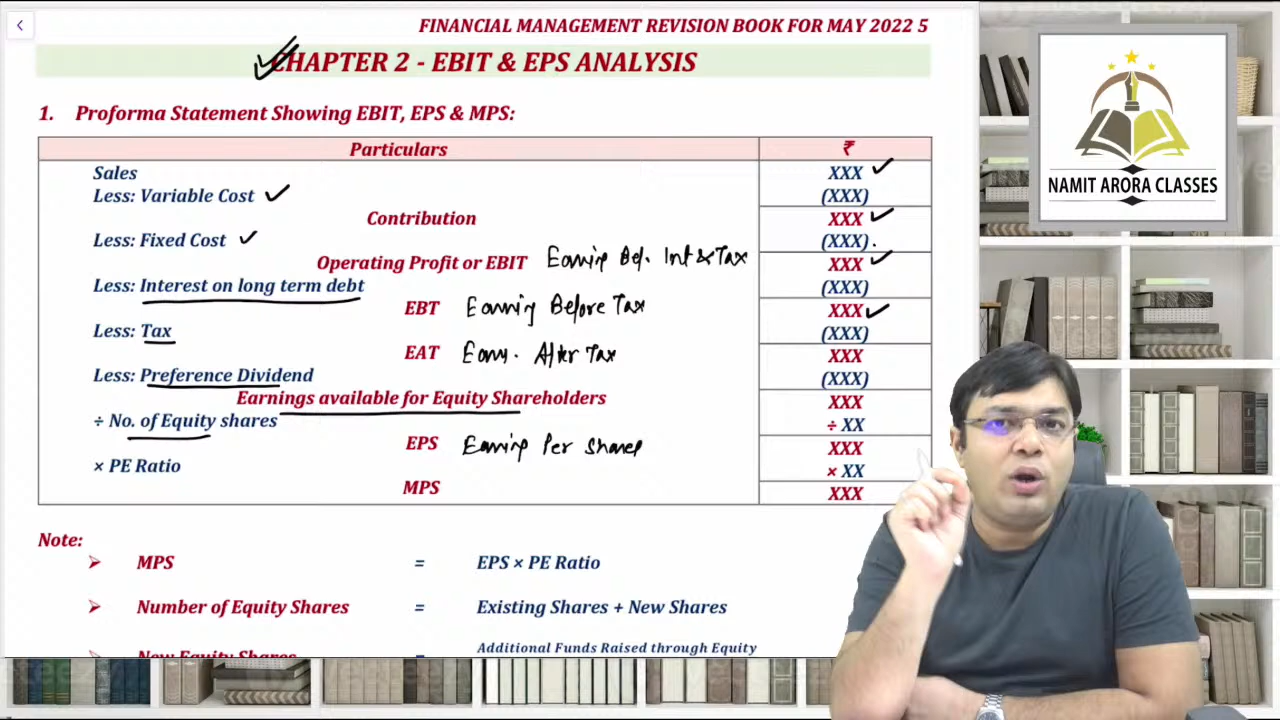 FINANCIAL MANAGEMENT REVISION BOOK FOR MAY 2022 5
CHAPTER 2 - EBIT & EPS ANALYSIS
1. Proforma Statement Showing EBIT, EPS & MPS:
Particulars ₹
Sales XXX
Less: Variable Cost (XXX)
Contribution XXX
Less: Fixed Cost (XXX)
Operating Profit or EBIT Earning Bef. Int & Tax XXX
Less: Interest on long term debt (XXX)
EBT Earning Before Tax XXX
Less: Tax (XXX)
EAT Earn. After Tax XXX
Less: Preference Dividend (XXX)
Earnings available for Equity Shareholders XXX
÷ No. of Equity shares ÷ XX
EPS Earning Per Shares XXX
× PE Ratio × XX
MPS XXX
Note:
➢ MPS = EPS × PE Ratio
➢ Number of Equity Shares = Existing Shares + New Shares
➢ New Equity Shares = Additional Funds Raised through Equity
NAMIT ARORA CLASSES